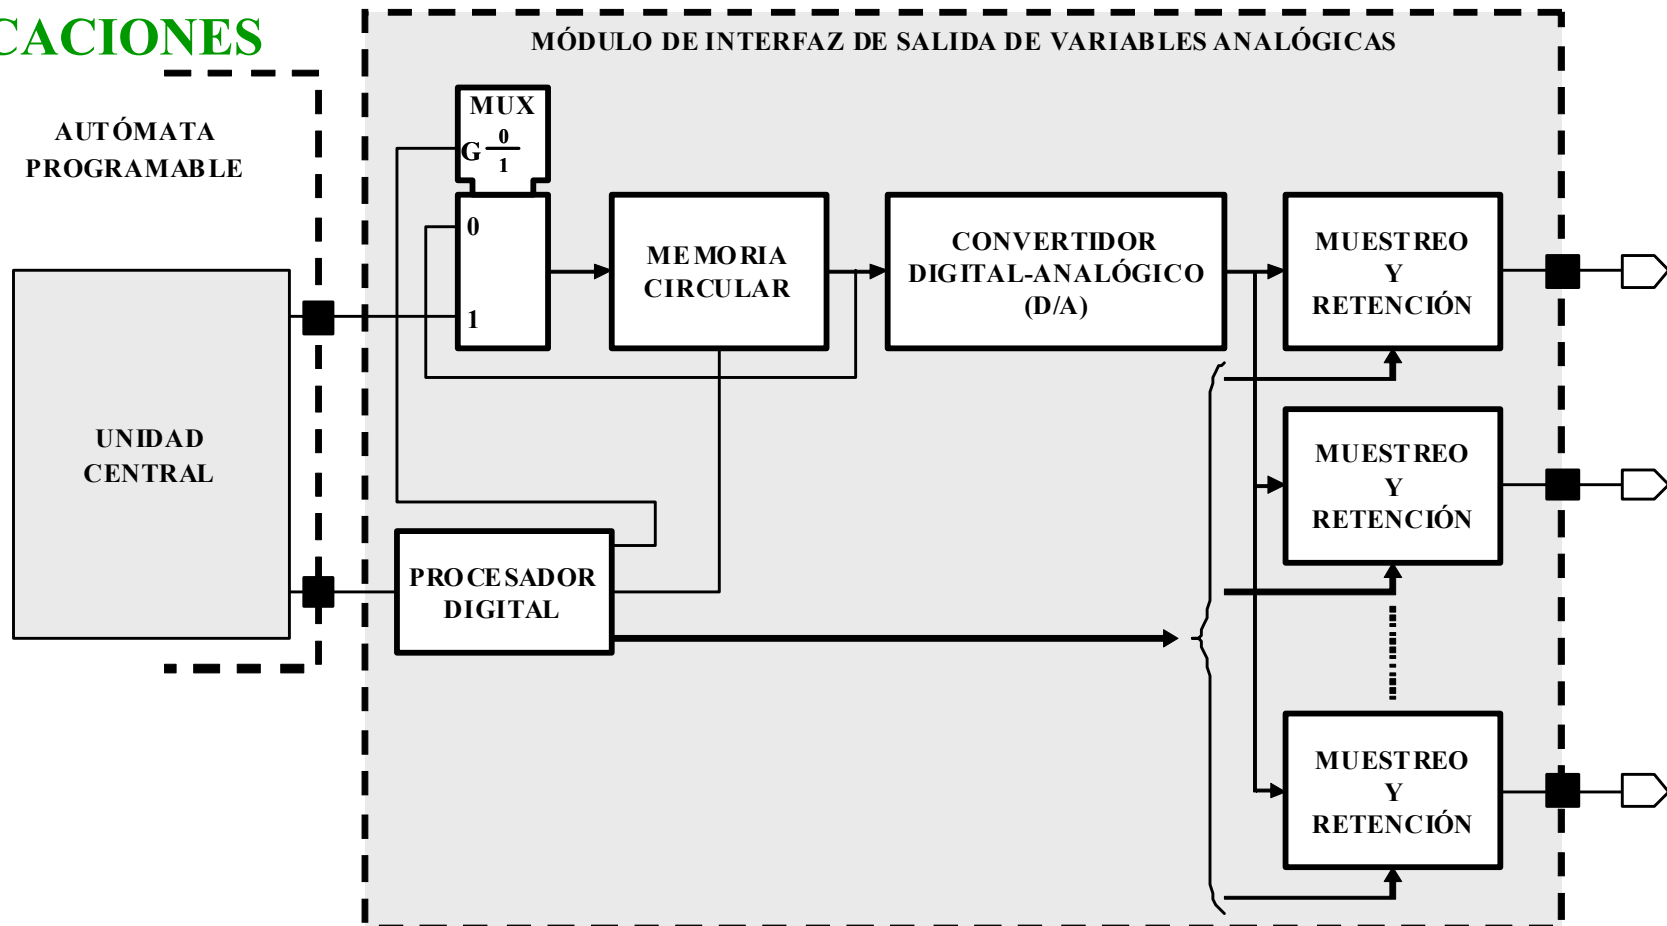 CACIONES
MÓDULO DE INTERFAZ DE SALIDA DE VARIABLES ANALÓGICAS
AUTÓMATA
PROGRAMABLE
MUX
G 0/1
0
1
MEMORIA
CIRCULAR
CONVERTIDOR
DIGITAL-ANALÓGICO
(D/A)
MUESTREO
Y
RETENCIÓN
UNIDAD
CENTRAL
MUESTREO
Y
RETENCIÓN
PROCESADOR
DIGITAL
MUESTREO
Y
RETENCIÓN